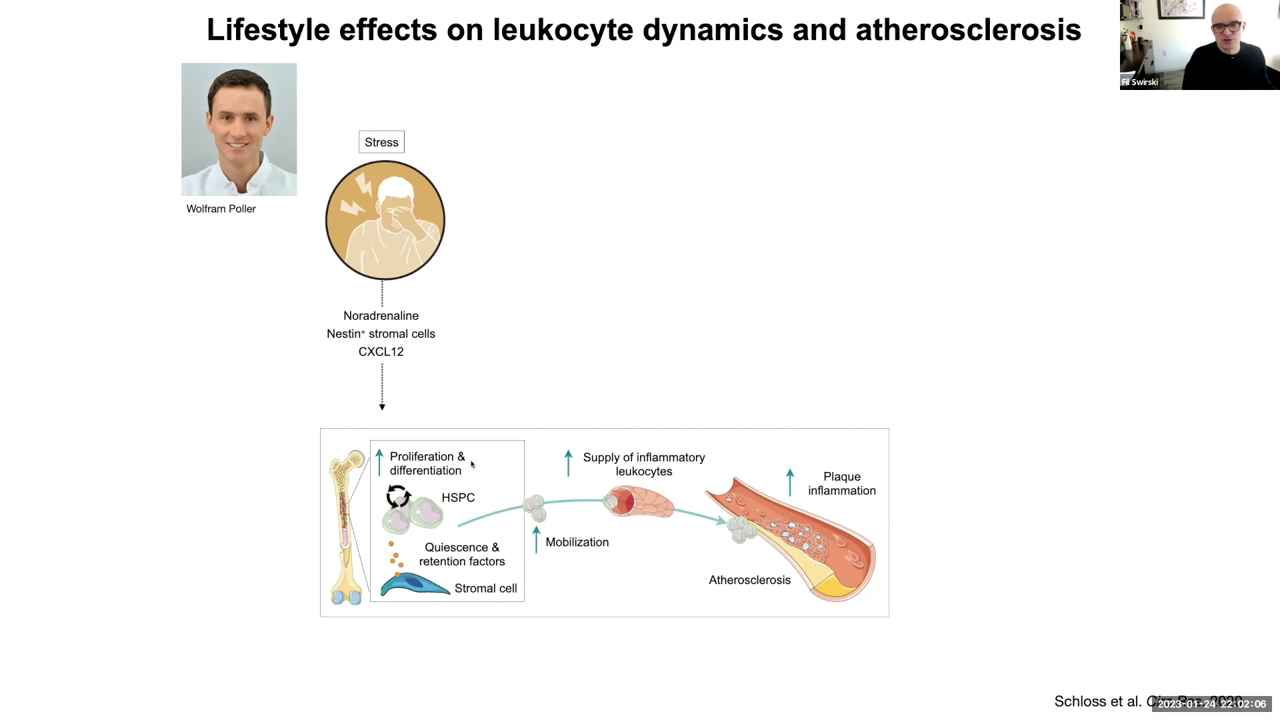 Lifestyle effects on leukocyte dynamics and atherosclerosis
Fil Swirski
Wolfram Poller
Stress
Noradrenaline
Nestin⁺ stromal cells
CXCL12
Proliferation &
differentiation
HSPC
Quiescence &
retention factors
Stromal cell
Supply of inflammatory
leukocytes
Mobilization
Plaque
inflammation
Atherosclerosis
Schloss et al.
2023-01-24 22:02:06